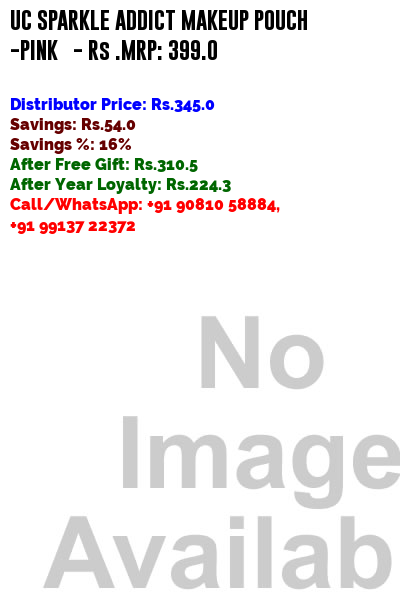 UC SPARKLE ADDICT MAKEUP POUCH
-PINK - Rs .MRP: 399.0
Distributor Price: Rs.345.0
Savings: Rs.54.0
Savings %: 16%
After Free Gift: Rs.310.5
After Year Loyalty: Rs.224.3
Call/WhatsApp: +91 90810 58884,
+91 99137 22372
No
Image
Availab